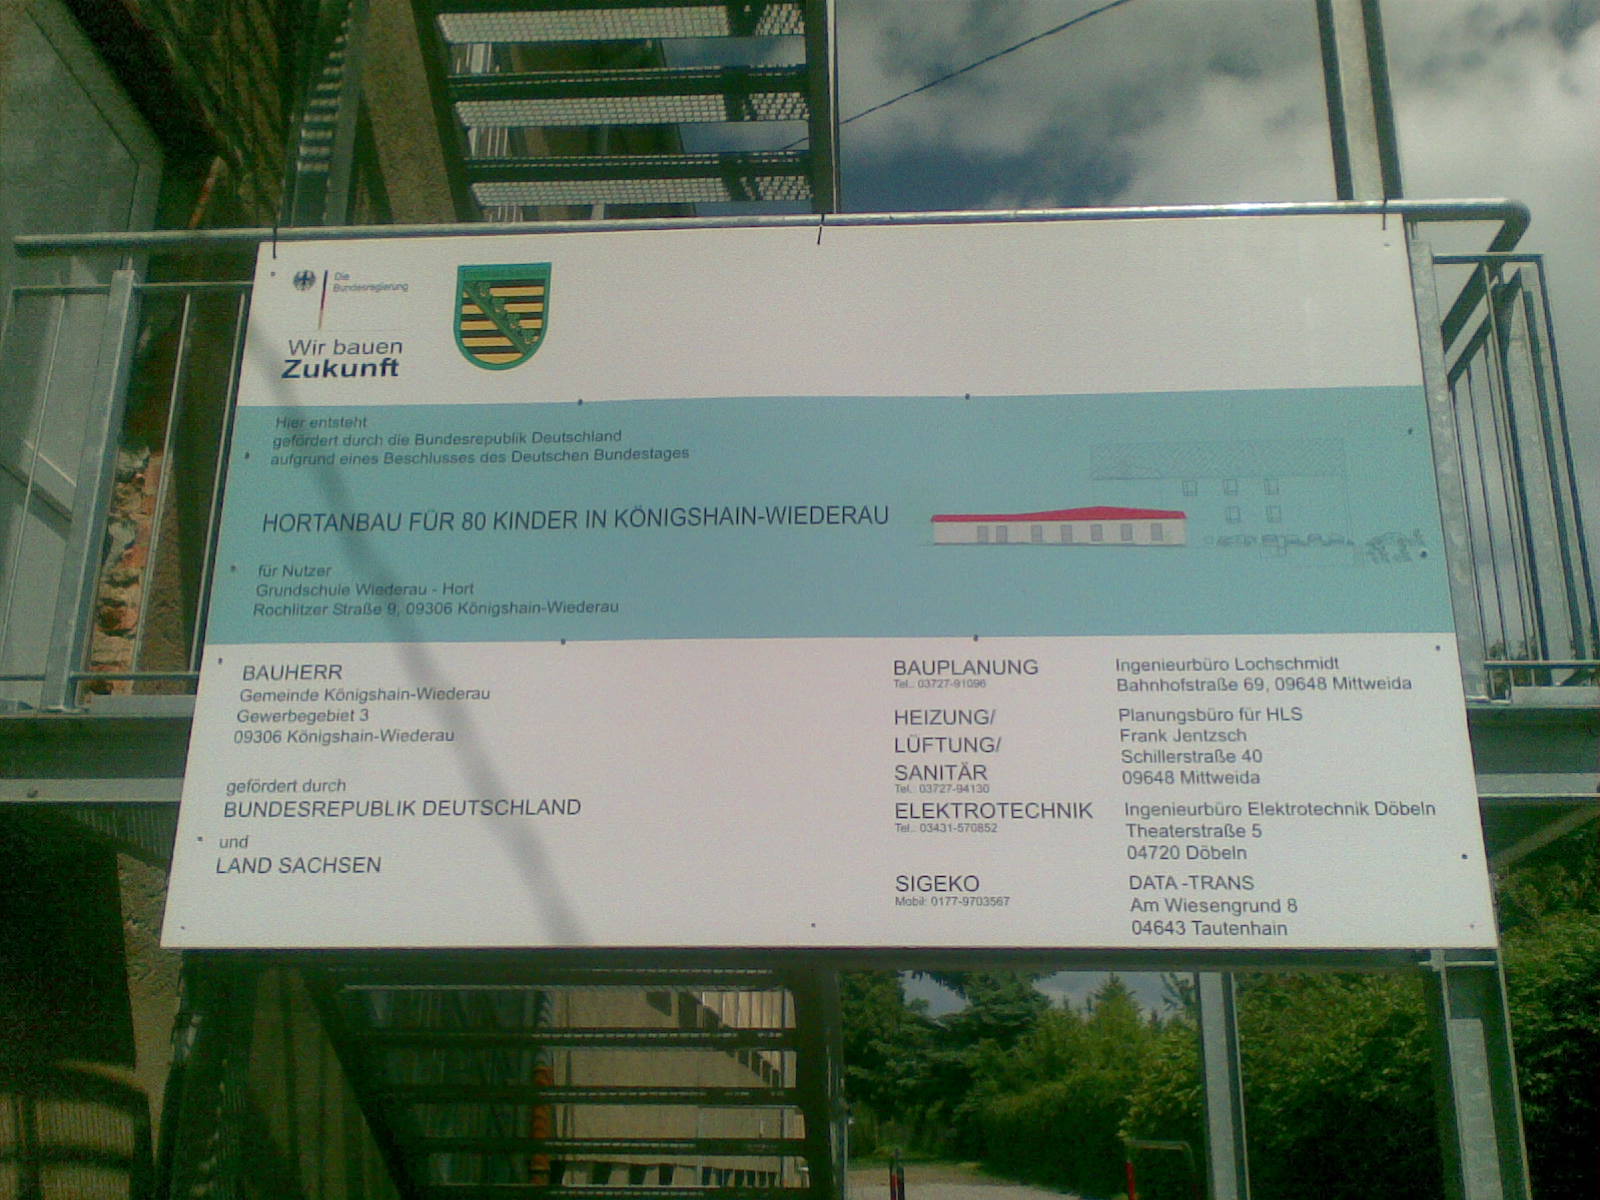 Die
Bundesregierung
Freistaat Sachsen
Wir bauen
Zukunft
Hier entsteht
gefördert durch die Bundesrepublik Deutschland
aufgrund eines Beschlusses des Deutschen Bundestages
HORTANBAU FÜR 80 KINDER IN KÖNIGSHAIN-WIEDERAU
für Nutzer
Grundschule Wiederau - Hort
Rochlitzer Straße 9, 09306 Königshain-Wiederau
BAUHERR
Gemeinde Königshain-Wiederau
Gewerbegebiet 3
09306 Königshain-Wiederau
gefördert durch
BUNDESREPUBLIK DEUTSCHLAND
und
LAND SACHSEN
BAUPLANUNG
Tel.: 03727-91096
Ingenieurbüro Lochschmidt
Bahnhofstraße 69, 09648 Mittweida
HEIZUNG/
LÜFTUNG/
SANITÄR
Tel.: 03727-94130
Planungsbüro für HLS
Frank Jentzsch
Schillerstraße 40
09648 Mittweida
ELEKTROTECHNIK
Tel.: 03431-570852
Ingenieurbüro Elektrotechnik Döbeln
Theaterstraße 5
04720 Döbeln
SIGEKO
Mobil: 0177-9703567
DATA -TRANS
Am Wiesengrund 8
04643 Tautenhain